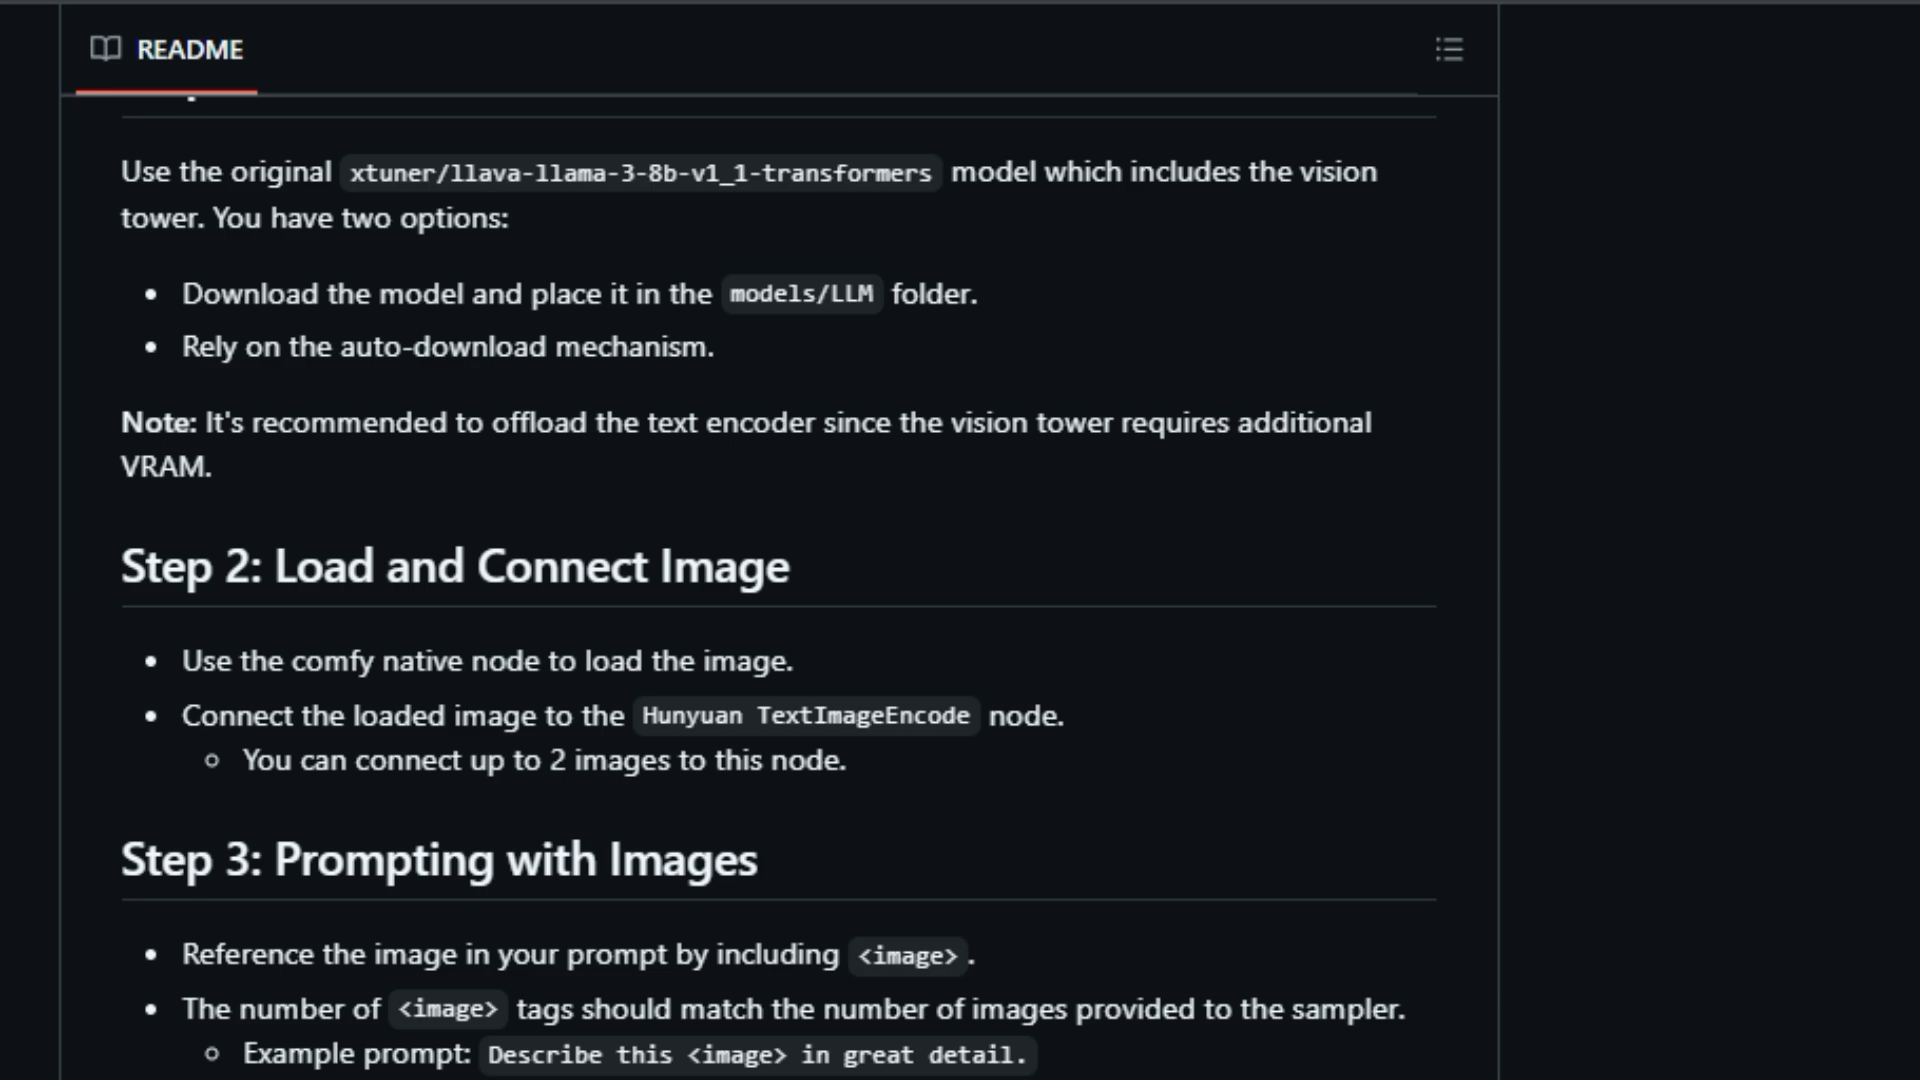 README
Use the original xtuner/llava-llama-3-8b-v1_1-transformers model which includes the vision
tower. You have two options:
Download the model and place it in the models/LLM folder.
Rely on the auto-download mechanism.
Note: It's recommended to offload the text encoder since the vision tower requires additional
VRAM.
Step 2: Load and Connect Image
Use the comfy native node to load the image.
Connect the loaded image to the Hunyuan TextImageEncode node.
You can connect up to 2 images to this node.
Step 3: Prompting with Images
Reference the image in your prompt by including <image>.
The number of <image> tags should match the number of images provided to the sampler.
Example prompt: Describe this <image> in great detail.